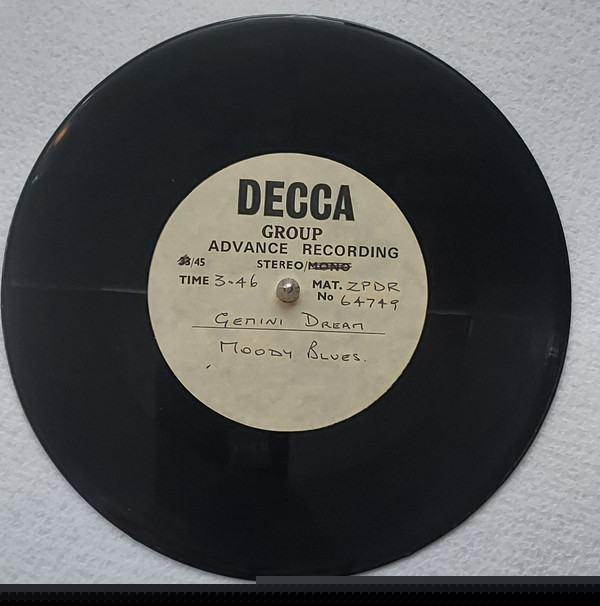 DECCA
GROUP
ADVANCE RECORDING
33/45 STEREO/MONO
TIME 3-46 MAT. ZPDR
No 64749
GEMINI DREAM
MOODY BLUES.